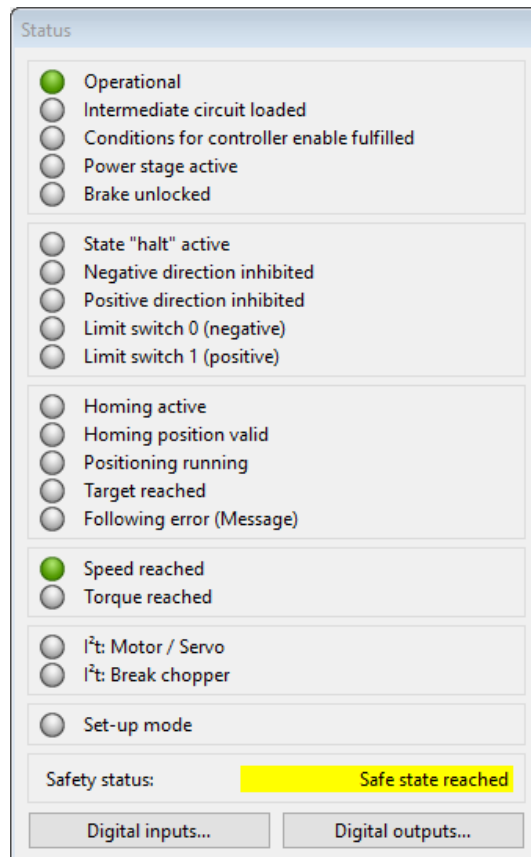 Status
Operational
Intermediate circuit loaded
Conditions for controller enable fulfilled
Power stage active
Brake unlocked
State "halt" active
Negative direction inhibited
Positive direction inhibited
Limit switch 0 (negative)
Limit switch 1 (positive)
Homing active
Homing position valid
Positioning running
Target reached
Following error (Message)
Speed reached
Torque reached
I²t: Motor / Servo
I²t: Break chopper
Set-up mode
Safety status: Safe state reached
Digital inputs... Digital outputs...